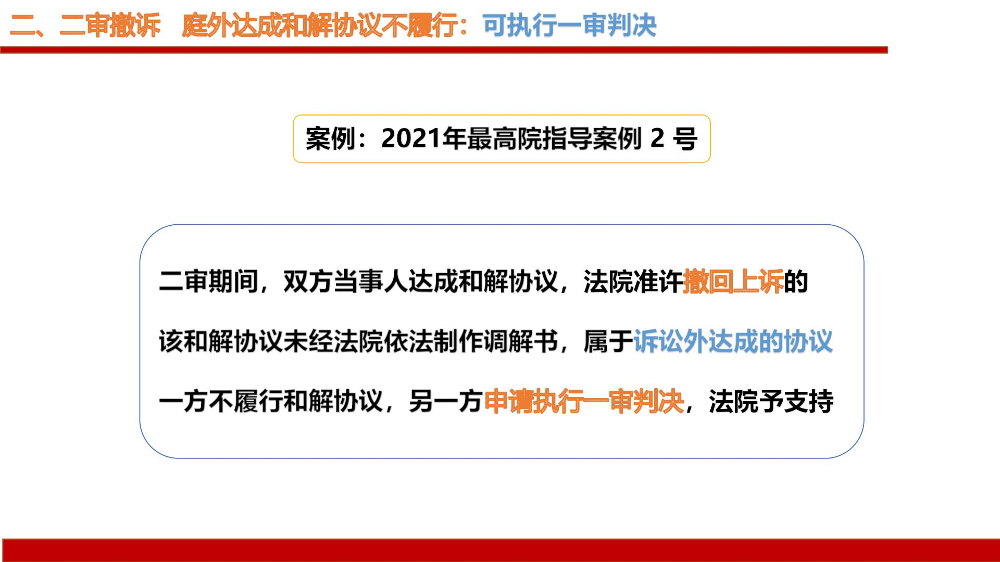 二、二审撤诉 庭外达成和解协议不履行：可执行一审判决
案例：2021年最高院指导案例 2 号
二审期间，双方当事人达成和解协议，法院准许撤回上诉的
该和解协议未经法院依法制作调解书，属于诉讼外达成的协议
一方不履行和解协议，另一方申请执行一审判决，法院予支持